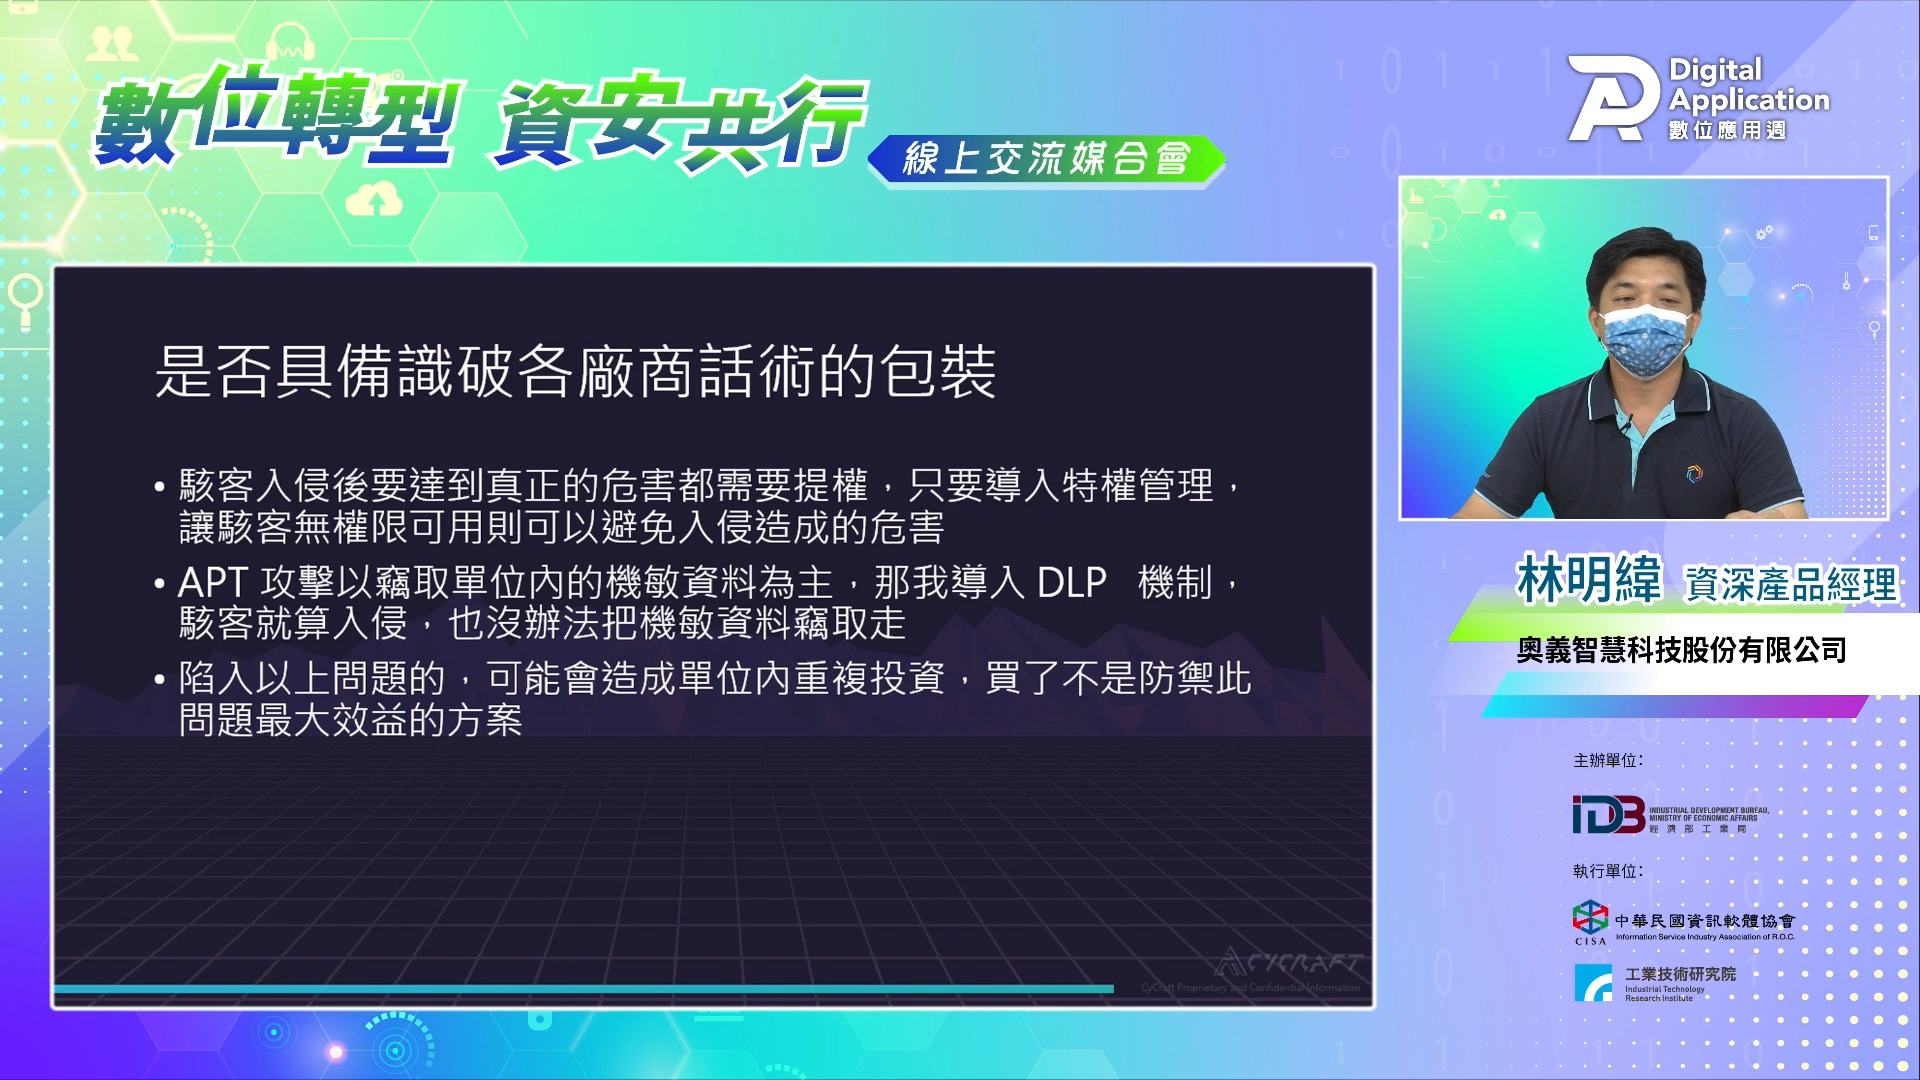 數位轉型 資安共行
線上交流媒合會
Digital
Application
數位應用週
是否具備識破各廠商話術的包裝
• 駭客入侵後要達到真正的危害都需要提權，只要導入特權管理，
讓駭客無權限可用則可以避免入侵造成的危害
• APT 攻擊以竊取單位內的機敏資料為主，那我導入 DLP 機制，
駭客就算入侵，也沒辦法把機敏資料竊取走
• 陷入以上問題的，可能會造成單位內重複投資，買了不是防禦此
問題最大效益的方案
CYCRAFT
CyCraft Proprietary and Confidential Information
林明緯 資深產品經理
奧義智慧科技股份有限公司
主辦單位：
IDB
INDUSTRIAL DEVELOPMENT BUREAU,
MINISTRY OF ECONOMIC AFFAIRS
經濟部工業局
執行單位：
CISA
中華民國資訊軟體協會
Information Service Industry Association of R.O.C.
工業技術研究院
Industrial Technology
Research Institute